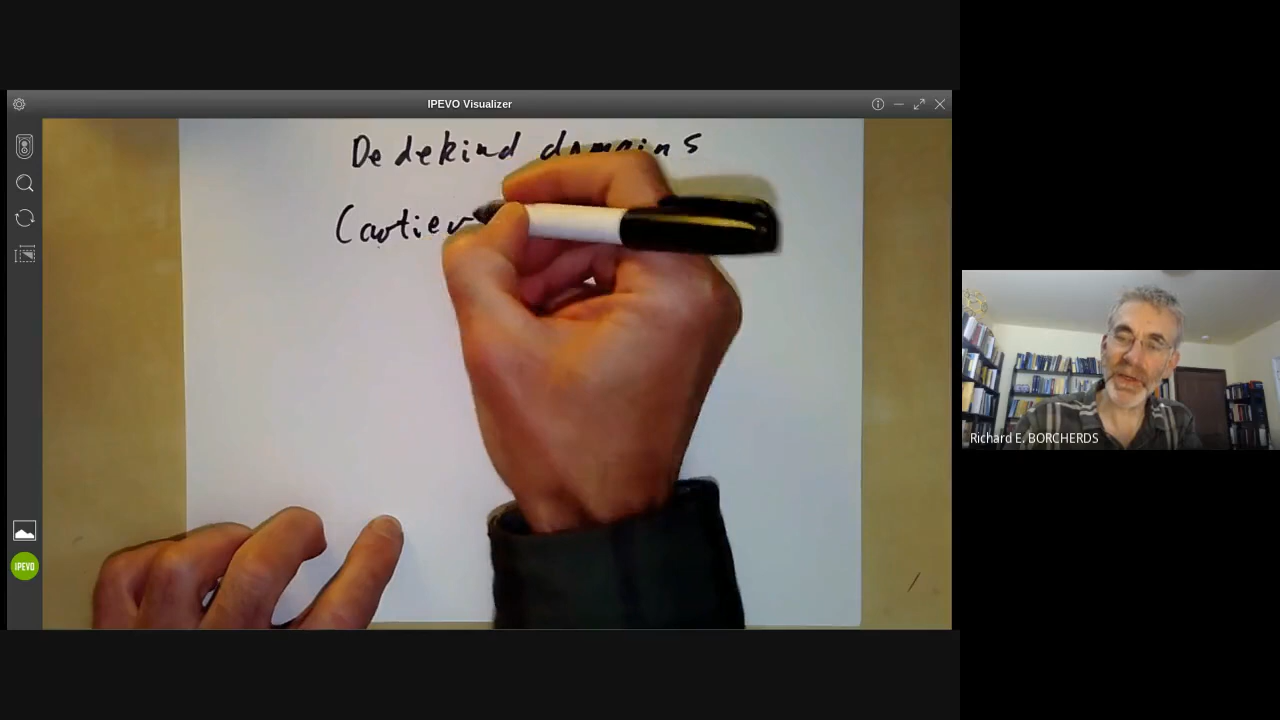 IPEVO Visualizer
Dedekind domains
Cartier
IPEVO
Richard E. BORCHERDS